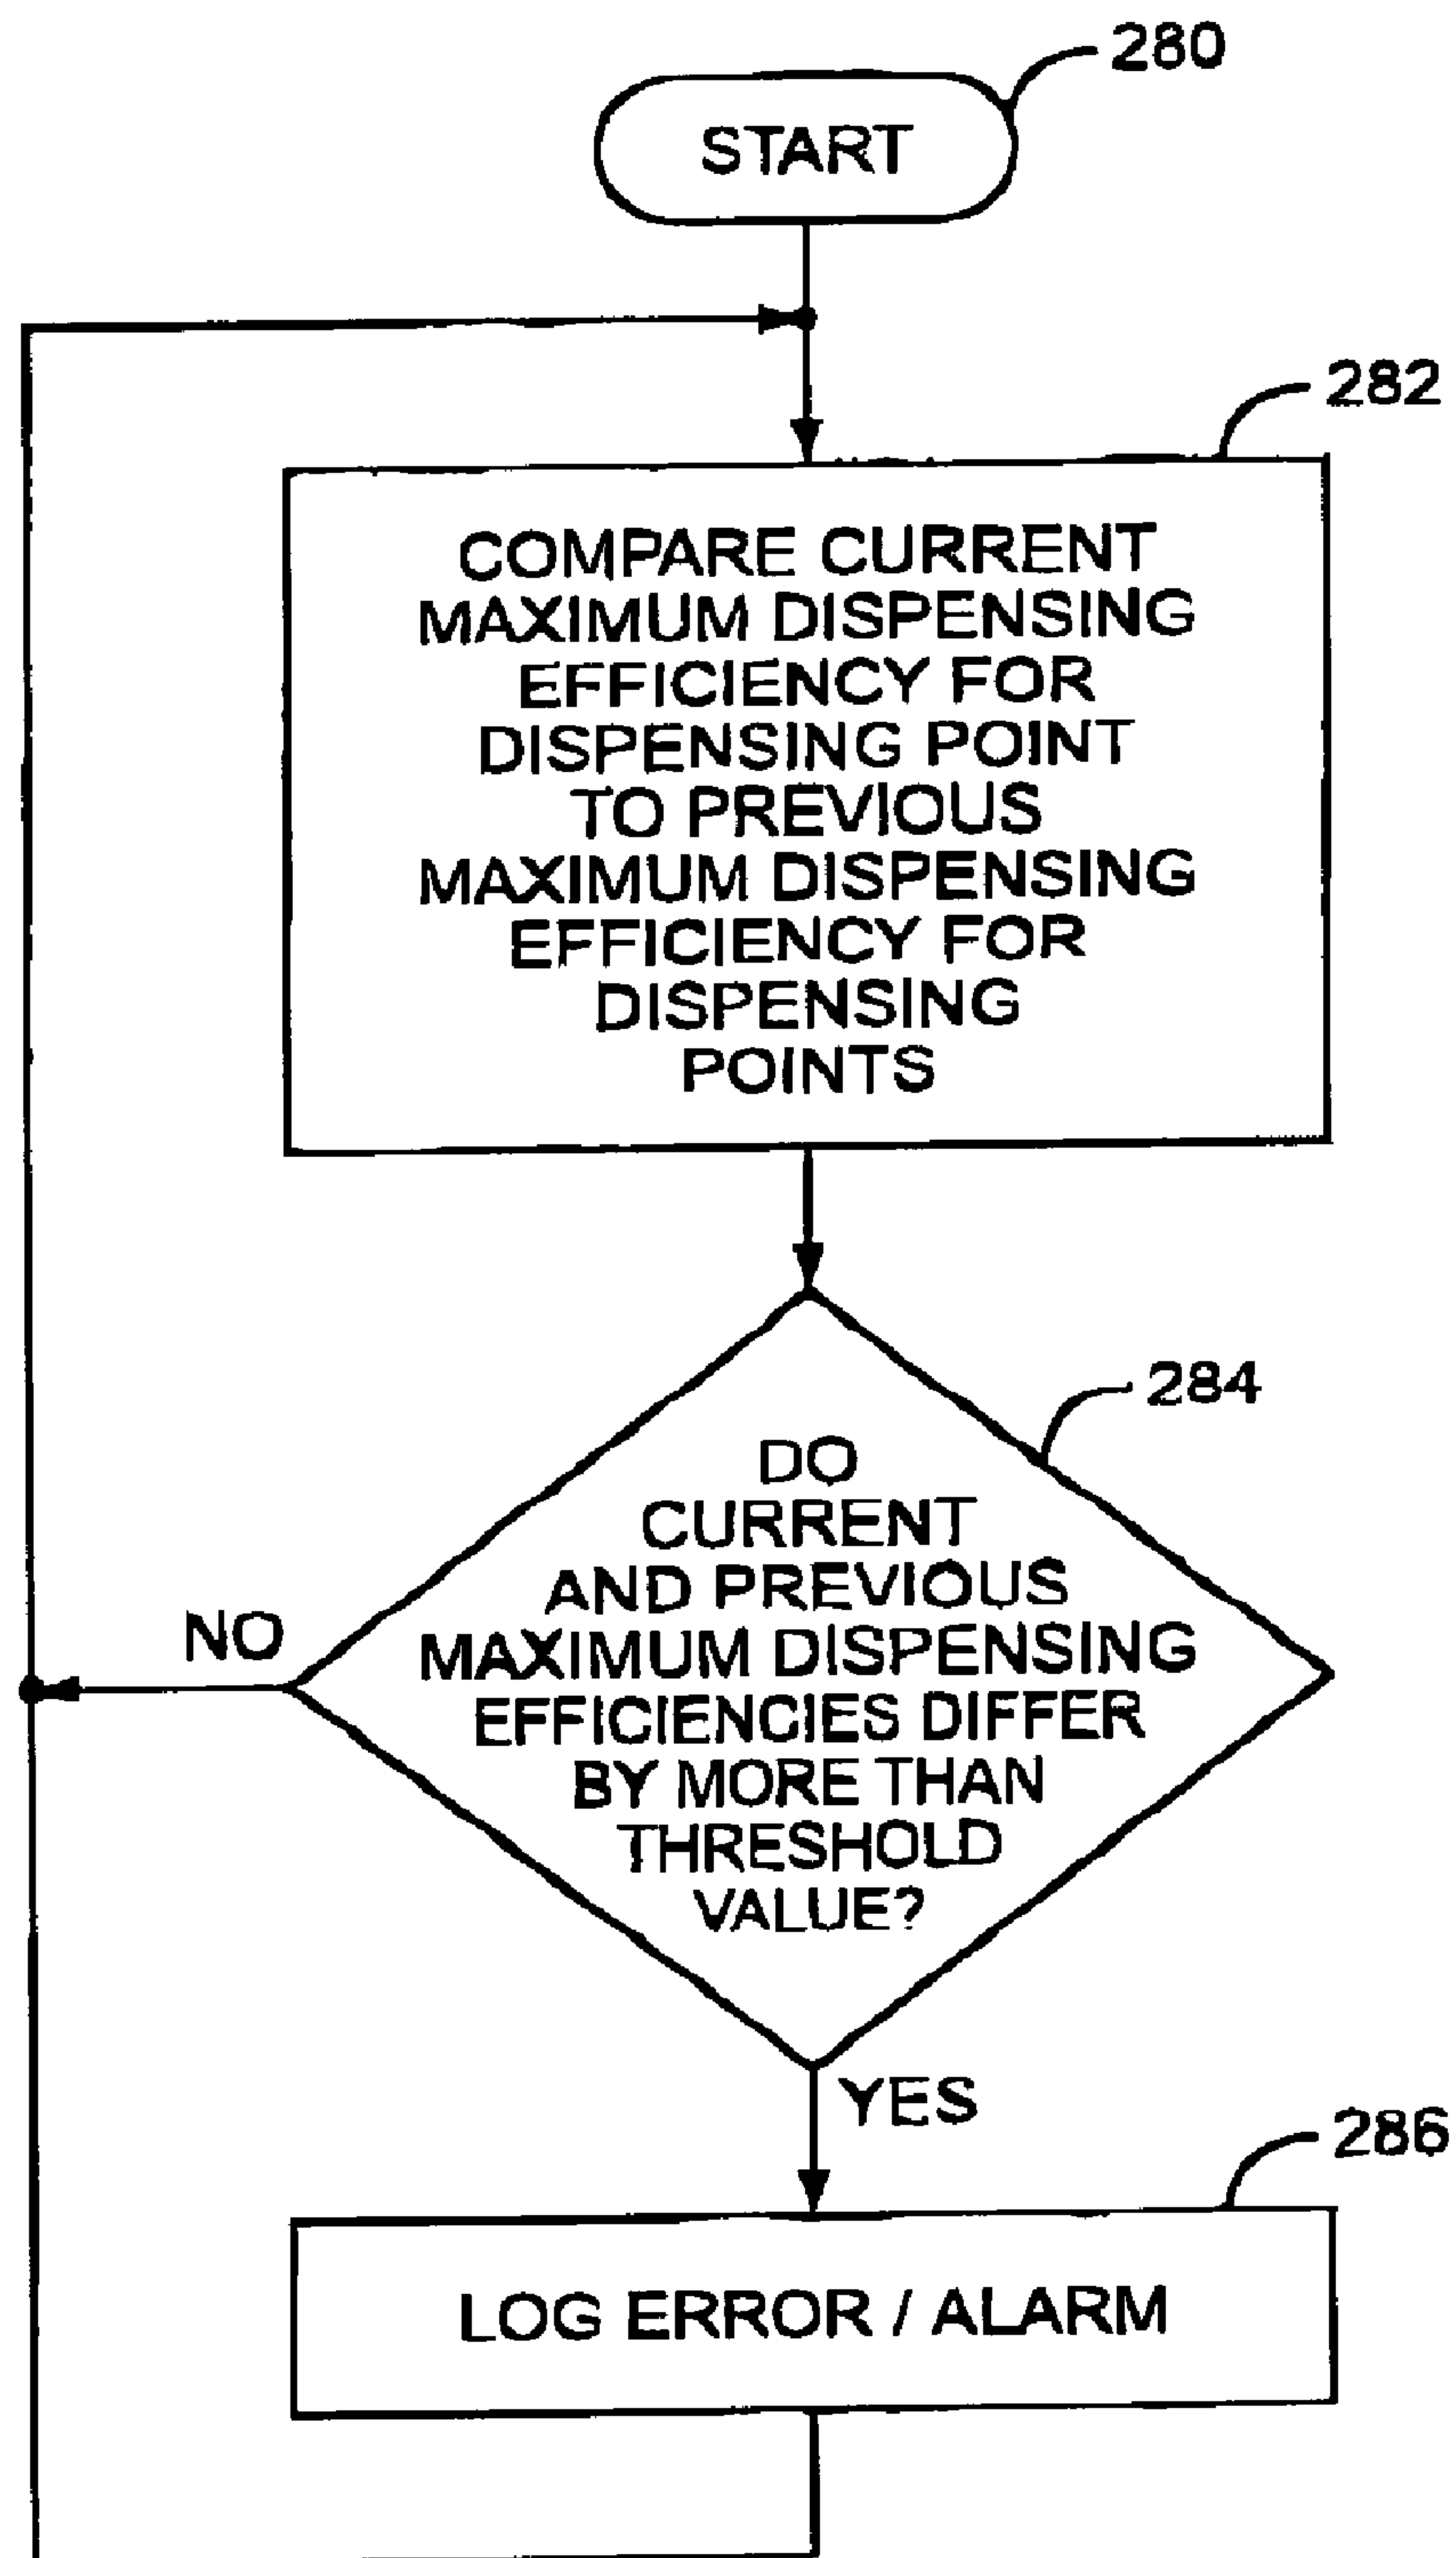 280
START
282
COMPARE CURRENT
MAXIMUM DISPENSING
EFFICIENCY FOR
DISPENSING POINT
TO PREVIOUS
MAXIMUM DISPENSING
EFFICIENCY FOR
DISPENSING
POINTS
284
DO
CURRENT
AND PREVIOUS
MAXIMUM DISPENSING
EFFICIENCIES DIFFER
BY MORE THAN
THRESHOLD
VALUE?
NO
YES
286
LOG ERROR / ALARM